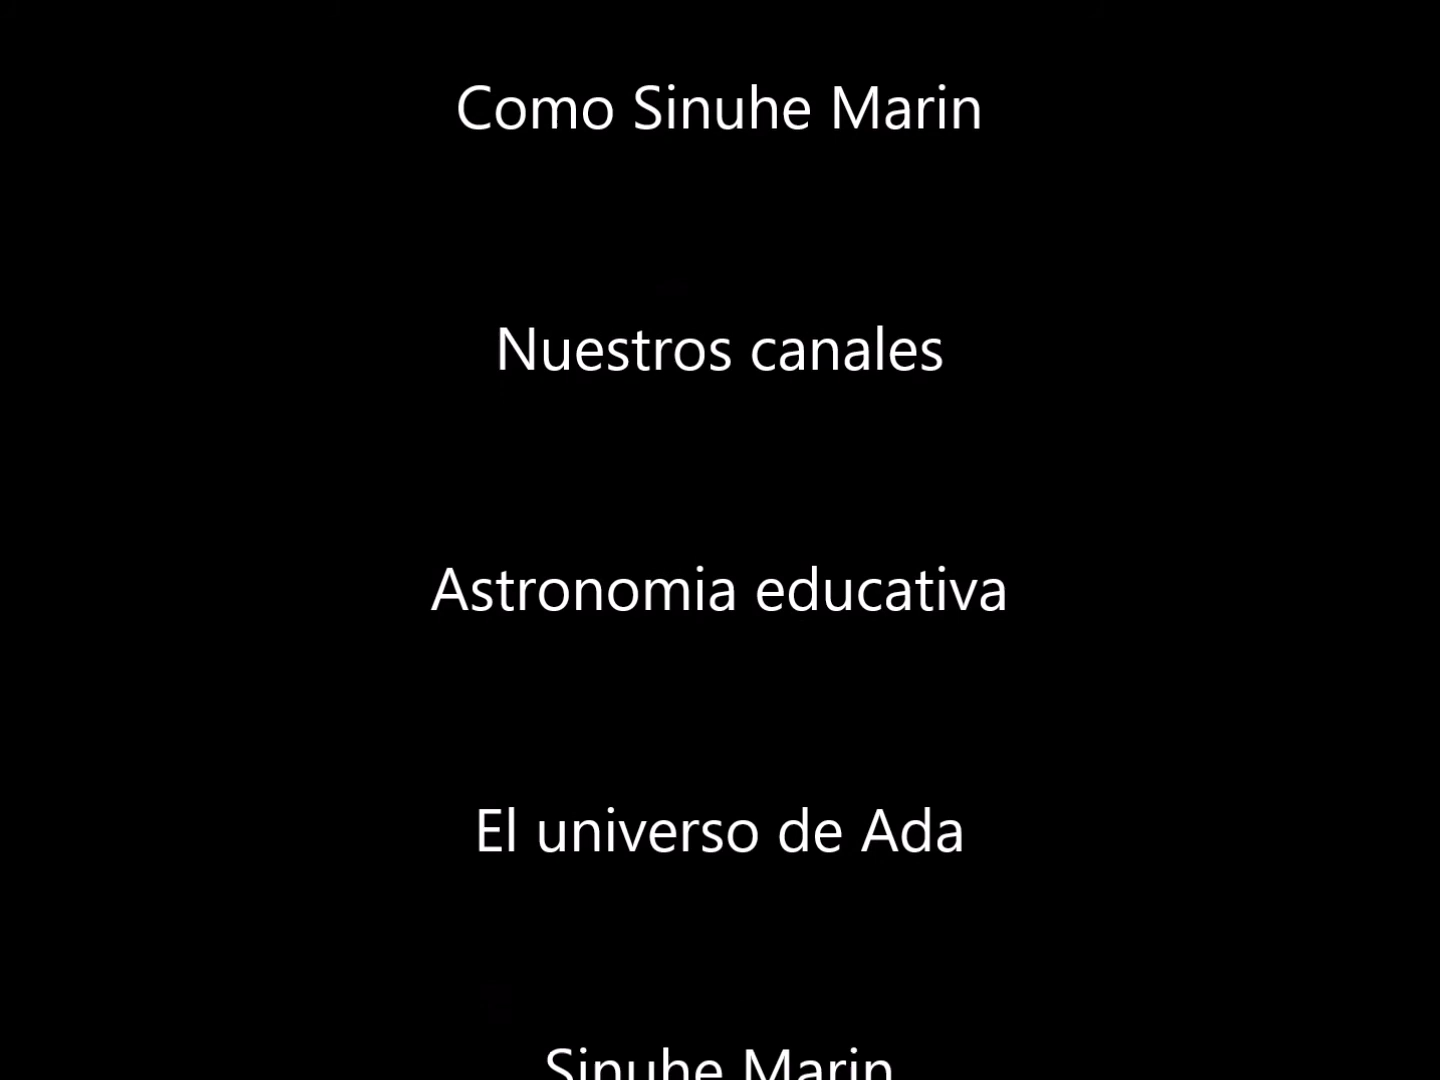 Como Sinuhe Marin
Nuestros canales
Astronomia educativa
El universo de Ada
Sinuhe Marin